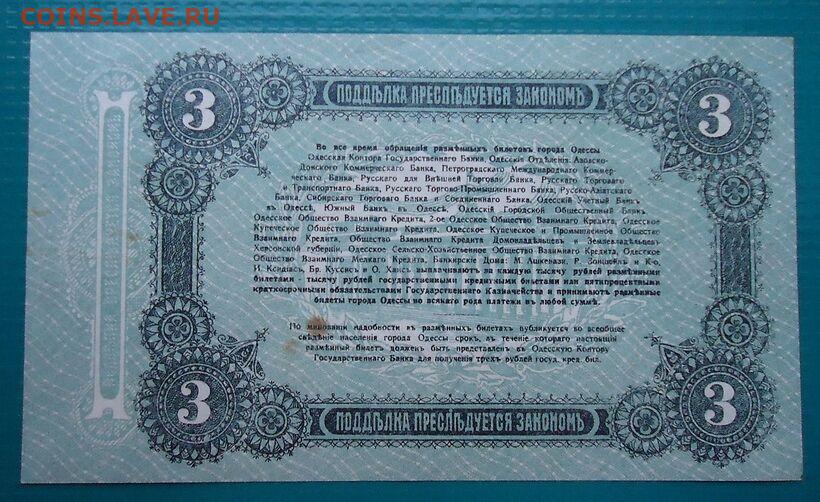 COINS.LAVE.RU
3 ПОДДѢЛКА ПРЕСЛѢДУЕТСЯ ЗАКОНОМЪ 3
Во все время обращенія размѣнныхъ билетовъ города Одессы
Одесская Контора Государственнаго Банка, Одесскія Отдѣленія: Азовско-
Донского Коммерческаго Банка, Петроградскаго Международнаго Коммер-
ческаго Банка, Русскаго для Внѣшней Торговли Банка, Русскаго Торговаго
и Транспортнаго Банка, Русскаго Торгово-Промышленнаго Банка, Русско-Азіатскаго
Банка, Сибирскаго Торговаго Банка и Соединеннаго Банка, Одесскій Учетный Банкъ
въ Одессѣ, Южный Банкъ въ Одессѣ, Одесскій Городской Общественный Банкъ,
Одесское Общество Взаимнаго Кредита, 2-ое Одесское Общество Взаимнаго Кредита, Одесское
Купеческое Общество Взаимнаго Кредита, Одесское Купеческое и Промышленное Общество
Взаимнаго Кредита, Общество Взаимнаго Кредита Домовладѣльцевъ и Землевладѣльцевъ
Херсонской губерніи, Одесское Сельско-Хозяйственное Общество Взаимнаго Кредита, Одесское
Общество Взаимнаго Мелкаго Кредита, Банкирскіе Дома: М. Ашкенази, Р. и К-о,
И. Ксидіасъ, Бр. Куссисъ и О. Хаисъ выплачиваютъ за каждую тысячу рублей размѣнными
билетами - тысячу рублей государственными кредитными билетами или пятипроцентными
краткосрочными обязательствами Государственнаго Казначейства и принимаютъ размѣнные
билеты города Одессы во всякаго рода платежи въ любой суммѣ.
По минованіи надобности въ размѣнныхъ билетахъ публикуется во всеобщее
свѣдѣніе населенія города Одессы срокъ, въ теченіе котораго настоящій
размѣнный билетъ долженъ быть представленъ въ Одесскую Контору
Государственнаго Банка для полученія трехъ рублей госуд. кред. бил.
3 ПОДДѢЛКА ПРЕСЛѢДУЕТСЯ ЗАКОНОМЪ 3